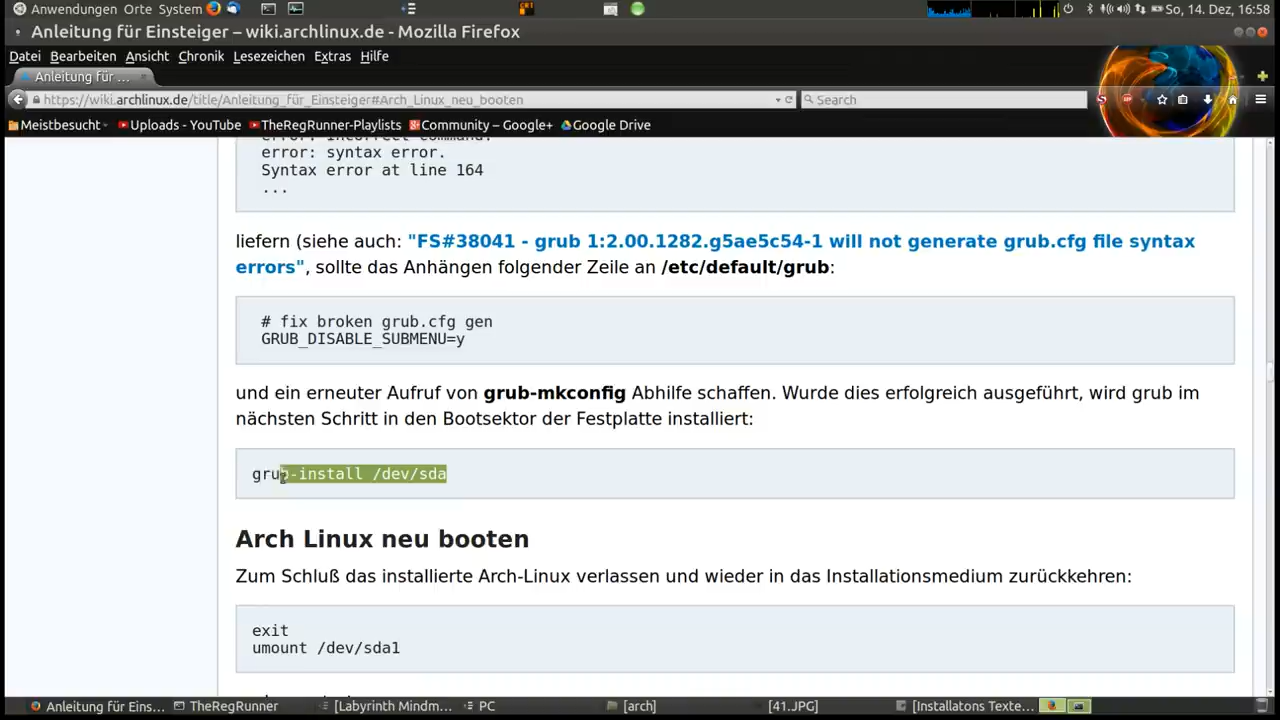 Anwendungen Orte System
So, 14. Dez, 16:58
Anleitung für Einsteiger – wiki.archlinux.de - Mozilla Firefox
Datei Bearbeiten Ansicht Chronik Lesezeichen Extras Hilfe
Anleitung für ...
https://wiki.archlinux.de/title/Anleitung_für_Einsteiger#Arch_Linux_neu_booten
Search
Meistbesucht Uploads - YouTube TheRegRunner-Playlists Community – Google+ Google Drive
error: incorrect command.
error: syntax error.
Syntax error at line 164
...
liefern (siehe auch: "FS#38041 - grub 1:2.00.1282.g5ae5c54-1 will not generate grub.cfg file syntax
errors", sollte das Anhängen folgender Zeile an /etc/default/grub:
# fix broken grub.cfg gen
GRUB_DISABLE_SUBMENU=y
und ein erneuter Aufruf von grub-mkconfig Abhilfe schaffen. Wurde dies erfolgreich ausgeführt, wird grub im
nächsten Schritt in den Bootsektor der Festplatte installiert:
grub-install /dev/sda
Arch Linux neu booten
Zum Schluß das installierte Arch-Linux verlassen und wieder in das Installationsmedium zurückkehren:
exit
umount /dev/sda1
Anleitung für Eins... TheRegRunner [Labyrinth Mindm... PC [arch] [41.JPG] [Installatons Texte...